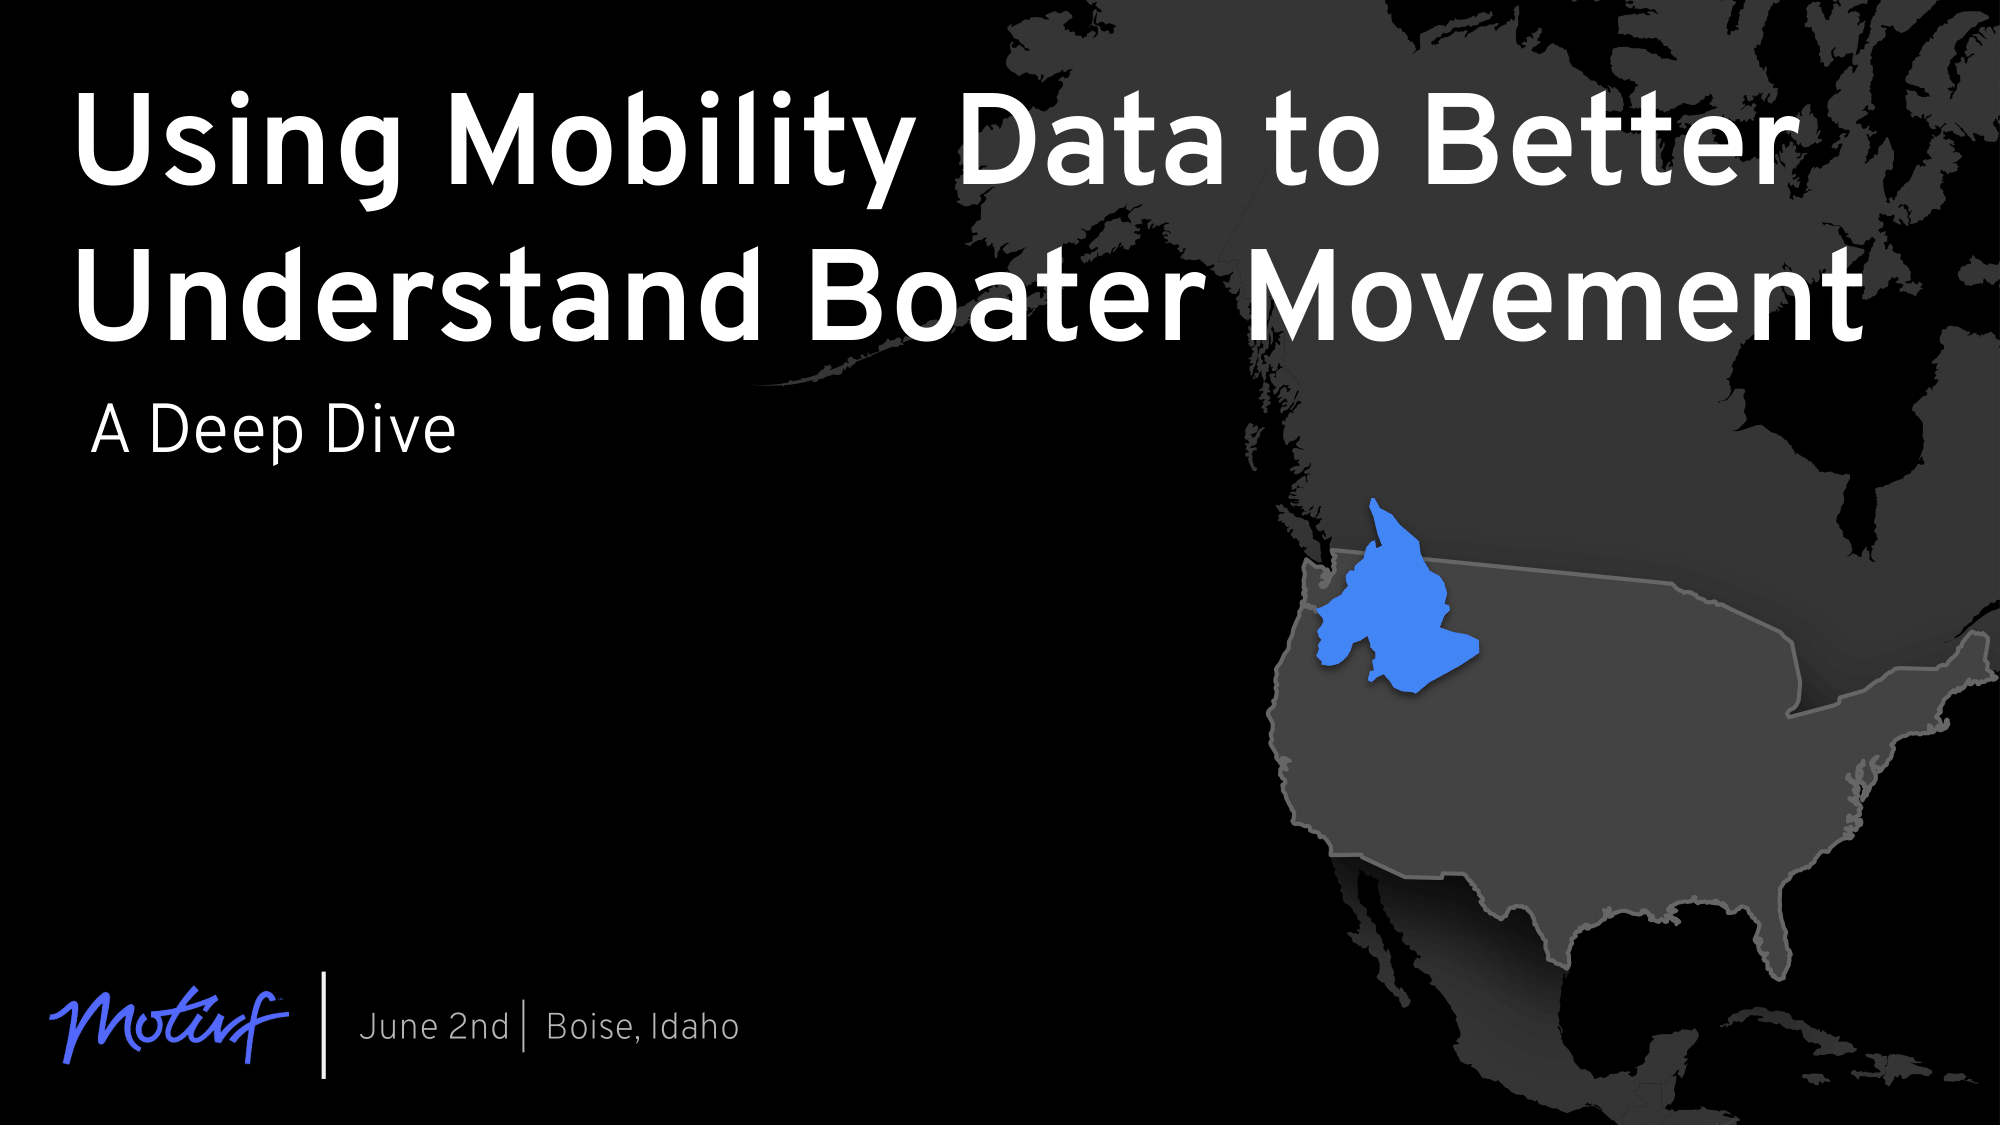 Using Mobility Data to Better
Understand Boater Movement
A Deep Dive
Motivf
June 2nd | Boise, Idaho